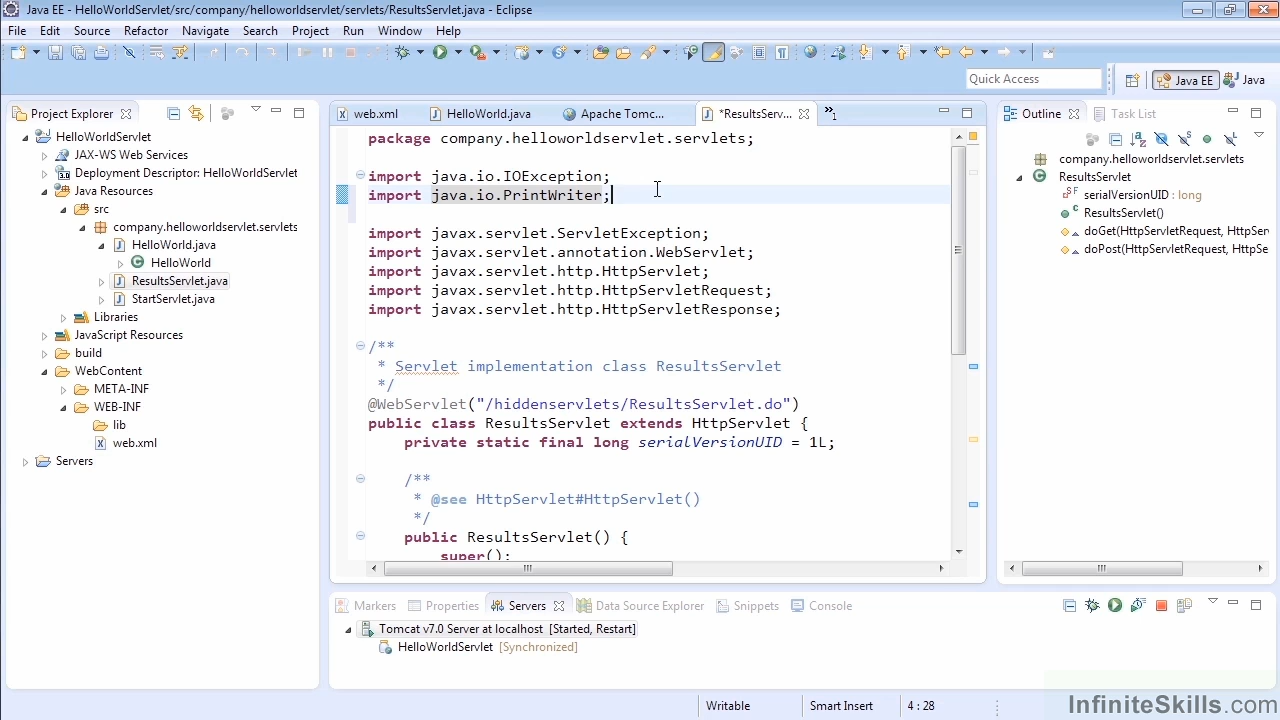 Java EE - HelloWorldServlet/src/company/helloworldservlet/servlets/ResultsServlet.java - Eclipse
File Edit Source Refactor Navigate Search Project Run Window Help
Quick Access
Java EE
Java
Project Explorer
HelloWorldServlet
JAX-WS Web Services
Deployment Descriptor: HelloWorldServlet
Java Resources
src
company.helloworldservlet.servlets
HelloWorld.java
HelloWorld
ResultsServlet.java
StartServlet.java
Libraries
JavaScript Resources
build
WebContent
META-INF
WEB-INF
lib
web.xml
Servers
web.xml
HelloWorld.java
Apache Tomc...
*ResultsServ...
»1
package company.helloworldservlet.servlets;
import java.io.IOException;
import java.io.PrintWriter;
import javax.servlet.ServletException;
import javax.servlet.annotation.WebServlet;
import javax.servlet.http.HttpServlet;
import javax.servlet.http.HttpServletRequest;
import javax.servlet.http.HttpServletResponse;
/**
* Servlet implementation class ResultsServlet
*/
@WebServlet("/hiddenservlets/ResultsServlet.do")
public class ResultsServlet extends HttpServlet {
private static final long serialVersionUID = 1L;
/**
* @see HttpServlet#HttpServlet()
*/
public ResultsServlet() {
super();
Outline
Task List
company.helloworldservlet.servlets
ResultsServlet
serialVersionUID : long
ResultsServlet()
doGet(HttpServletRequest, HttpSer
doPost(HttpServletRequest, HttpSe
Markers
Properties
Servers
Data Source Explorer
Snippets
Console
Tomcat v7.0 Server at localhost [Started, Restart]
HelloWorldServlet [Synchronized]
Writable
Smart Insert
4 : 28
InfiniteSkills.com